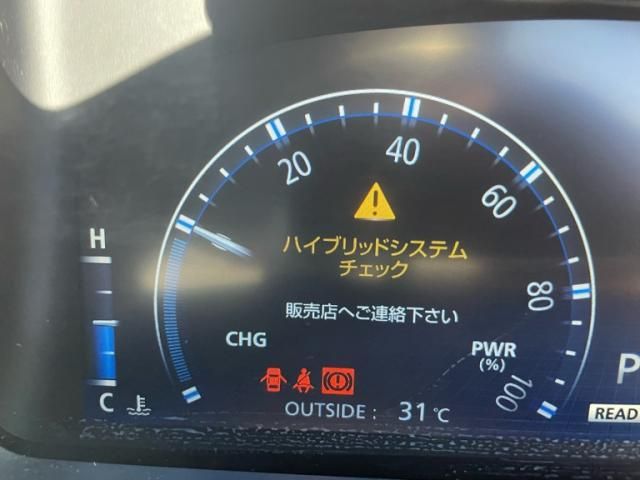 40
20
60
H
ハイブリッドシステム
チェック
80
販売店へご連絡下さい
CHG
PWR
(%)
P
100
C
OUTSIDE : 31℃
READ